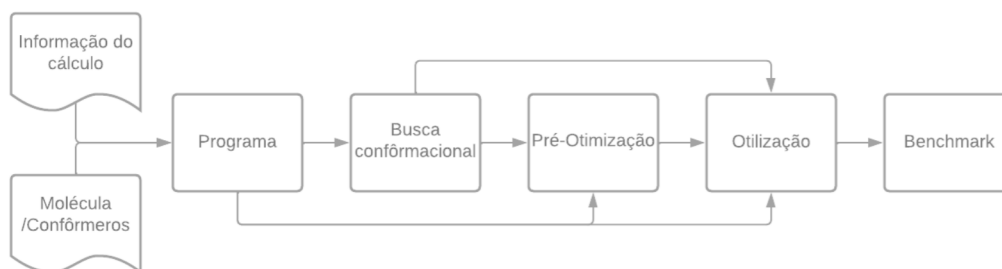 Informação do
cálculo
Programa
Busca
confôrmacional
Pré-Otimização
Otilização
Benchmark
Molécula
/Confôrmeros